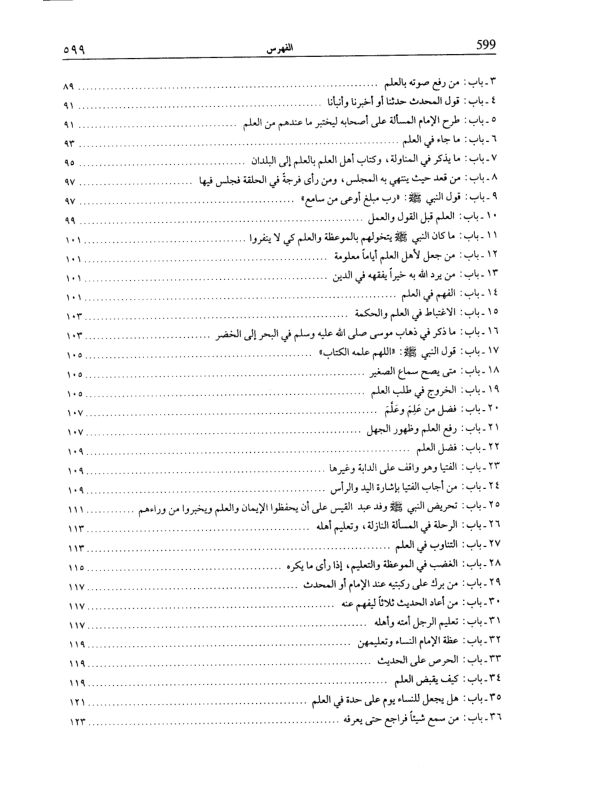 599 الفهرس ٥٩٩
٣ ـ باب: من رفع صوته بالعلم ........ ٨٩
٤ ـ باب: قول المحدث حدثنا أو أخبرنا وأنبأنا ........ ٩١
٥ ـ باب: طرح الإمام المسألة على أصحابه ليختبر ما عندهم من العلم ........ ٩١
٦ ـ باب: ما جاء في العلم ........ ٩٣
٧ ـ باب: ما يذكر في المناولة، وكتاب أهل العلم بالعلم إلى البلدان ........ ٩٥
٨ ـ باب: من قعد حيث ينتهي به المجلس، ومن رأى فرجةً في الحلقة فجلس فيها ........ ٩٧
٩ ـ باب: قول النبي ﷺ: «رب مبلغ أوعى من سامع» ........ ٩٧
١٠ ـ باب: العلم قبل القول والعمل ........ ٩٩
١١ ـ باب: ما كان النبي ﷺ يتخولهم بالموعظة والعلم كي لا ينفروا ........ ١٠١
١٢ ـ باب: من جعل لأهل العلم أياماً معلومة ........ ١٠١
١٣ ـ باب: من يرد الله به خيراً يفقهه في الدين ........ ١٠١
١٤ ـ باب: الفهم في العلم ........ ١٠١
١٥ ـ باب: الاغتباط في العلم والحكمة ........ ١٠٣
١٦ ـ باب: ما ذكر في ذهاب موسى صلى الله عليه وسلم في البحر إلى الخضر ........ ١٠٣
١٧ ـ باب: قول النبي ﷺ: «اللهم علمه الكتاب» ........ ١٠٥
١٨ ـ باب: متى يصح سماع الصغير ........ ١٠٥
١٩ ـ باب: الخروج في طلب العلم ........ ١٠٥
٢٠ ـ باب: فضل من عَلِمَ وعَلَّمَ ........ ١٠٧
٢١ ـ باب: رفع العلم وظهور الجهل ........ ١٠٧
٢٢ ـ باب: فضل العلم ........ ١٠٩
٢٣ ـ باب: الفتيا وهو واقف على الدابة وغيرها ........ ١٠٩
٢٤ ـ باب: من أجاب الفتيا بإشارة اليد والرأس ........ ١٠٩
٢٥ ـ باب: تحريض النبي ﷺ وفد عبد القيس على أن يحفظوا الإيمان والعلم ويخبروا من وراءهم ........ ١١١
٢٦ ـ باب: الرحلة في المسألة النازلة، وتعليم أهله ........ ١١٣
٢٧ ـ باب: التناوب في العلم ........ ١١٣
٢٨ ـ باب: الغضب في الموعظة والتعليم، إذا رأى ما يكره ........ ١١٥
٢٩ ـ باب: من برك على ركبتيه عند الإمام أو المحدث ........ ١١٧
٣٠ ـ باب: من أعاد الحديث ثلاثاً ليفهم عنه ........ ١١٧
٣١ ـ باب: تعليم الرجل أمته وأهله ........ ١١٧
٣٢ ـ باب: عظة الإمام النساء وتعليمهن ........ ١١٩
٣٣ ـ باب: الحرص على الحديث ........ ١١٩
٣٤ ـ باب: كيف يقبض العلم ........ ١١٩
٣٥ ـ باب: هل يجعل للنساء يوم على حدة في العلم ........ ١٢١
٣٦ ـ باب: من سمع شيئاً فراجع حتى يعرفه ........ ١٢٣